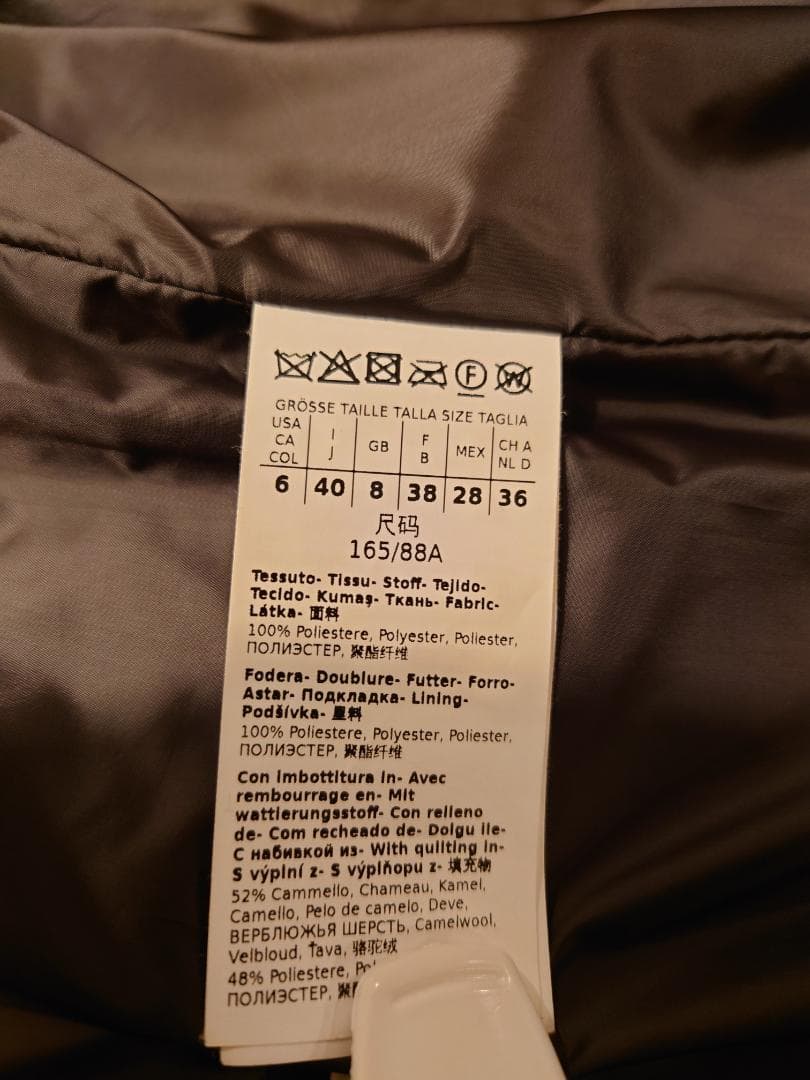 F W
GRÖSSE TAILLE TALLA SIZE TAGLIA
USA CA COL I J GB F B MEX CH A NL D
6 40 8 38 28 36
尺码
165/88A
Tessuto- Tissu- Stoff- Tejido-
Tecido- Kumaş- Ткань- Fabric-
Látka- 面料
100% Poliestere, Polyester, Poliester,
ПОЛИЭСТЕР, 聚酯纤维
Fodera- Doublure- Futter- Forro-
Astar- Подкладка- Lining-
Podšívka- 里料
100% Poliestere, Polyester, Poliester,
ПОЛИЭСТЕР, 聚酯纤维
Con imbottitura in- Avec
rembourrage en- Mit
wattierungsstoff- Con relleno
de- Com recheado de- Dolgu ile-
С набивкой из- With quilting in-
S výplní z- S výplňopu z- 填充物
52% Cammello, Chameau, Kamel,
Camello, Pelo de camelo, Deve,
ВЕРБЛЮЖЬЯ ШЕРСТЬ, Camelwool,
Velbloud, Ťava, 骆驼绒
48% Poliestere,
ПОЛИЭСТЕР, 聚